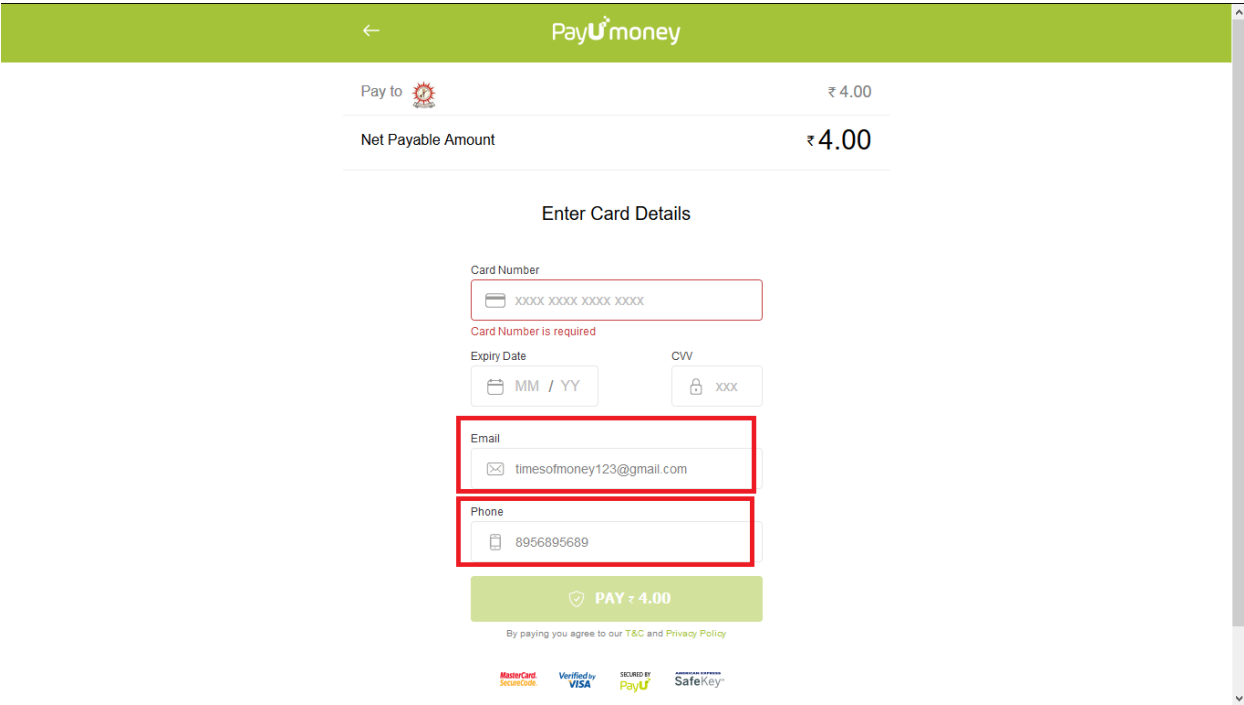 PayUmoney
Pay to ₹ 4.00
Net Payable Amount ₹ 4.00
Enter Card Details
Card Number
xxxx xxxx xxxx xxxx
Card Number is required
Expiry Date CVV
MM / YY xxx
Email
timesofmoney123@gmail.com
Phone
8956895689
PAY ₹ 4.00
By paying you agree to our T&C and Privacy Policy
MasterCard. Verified by SECURED BY AMERICAN EXPRESS
SecureCode. VISA PayU SafeKey